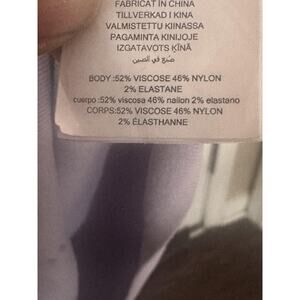 FABRICAT ÎN CHINA
TILLVERKAD I KINA
VALMISTETTU KIINASSA
PAGAMINTA KINIJOJE
IZGATAVOTS ĶĪNĀ
صنع في الصين
BODY :52% VISCOSE 46% NYLON
2% ELASTANE
cuerpo :52% viscosa 46% nailon 2% elastano
CORPS:52% VISCOSE 46% NYLON
2% ÉLASTHANNE